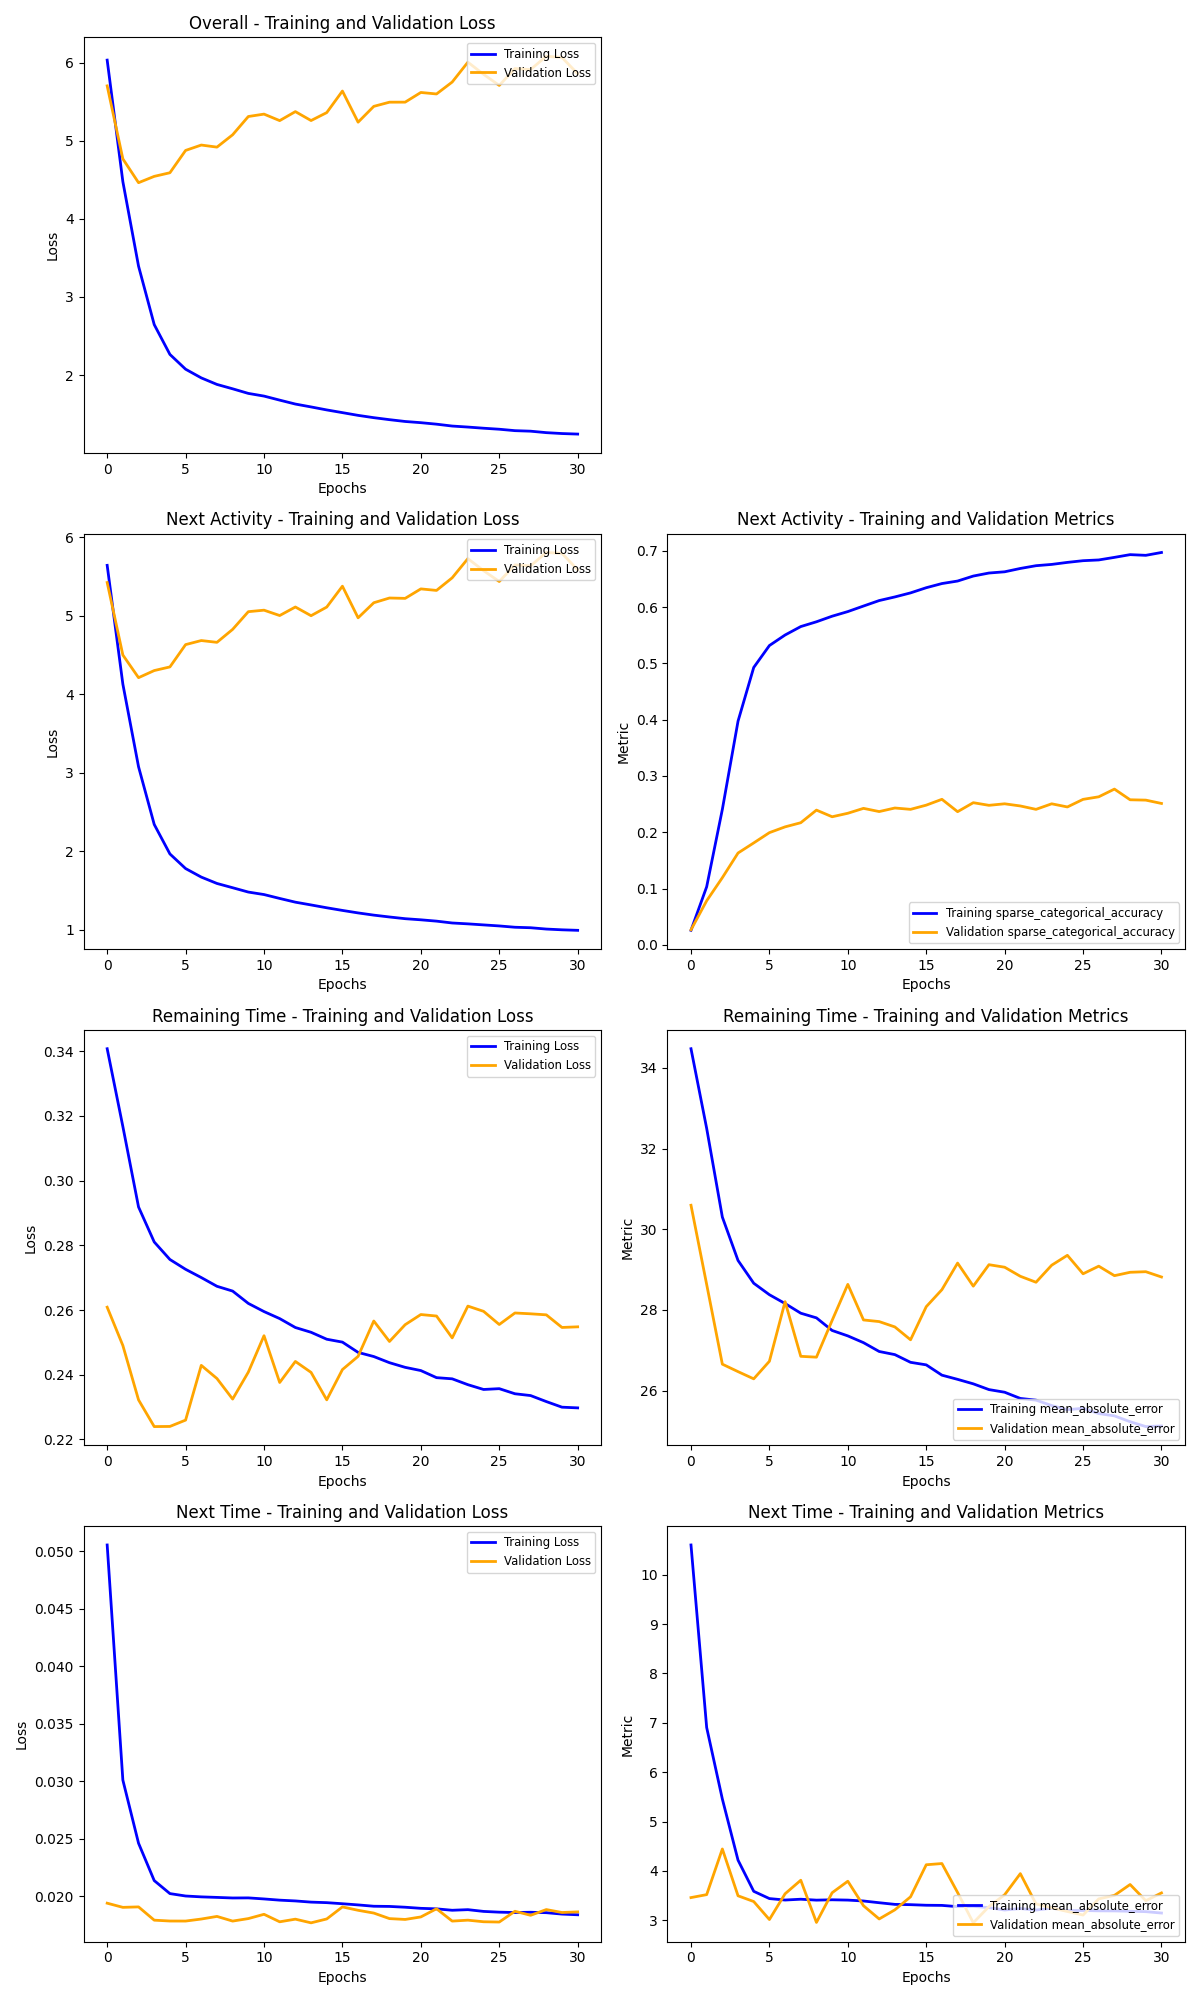 Overall - Training and Validation Loss
Training Loss
Validation Loss
6
5
4
3
2
Loss
0 5 10 15 20 25 30
Epochs
Next Activity - Training and Validation Loss
Training Loss
Validation Loss
6
5
4
3
2
1
Loss
0 5 10 15 20 25 30
Epochs
Next Activity - Training and Validation Metrics
0.7
0.6
0.5
0.4
0.3
0.2
0.1
0.0
Metric
Training sparse_categorical_accuracy
Validation sparse_categorical_accuracy
0 5 10 15 20 25 30
Epochs
Remaining Time - Training and Validation Loss
Training Loss
Validation Loss
0.34
0.32
0.30
0.28
0.26
0.24
0.22
Loss
0 5 10 15 20 25 30
Epochs
Remaining Time - Training and Validation Metrics
34
32
30
28
26
Metric
Training mean_absolute_error
Validation mean_absolute_error
0 5 10 15 20 25 30
Epochs
Next Time - Training and Validation Loss
Training Loss
Validation Loss
0.050
0.045
0.040
0.035
0.030
0.025
0.020
Loss
0 5 10 15 20 25 30
Epochs
Next Time - Training and Validation Metrics
10
9
8
7
6
5
4
3
Metric
Training mean_absolute_error
Validation mean_absolute_error
0 5 10 15 20 25 30
Epochs